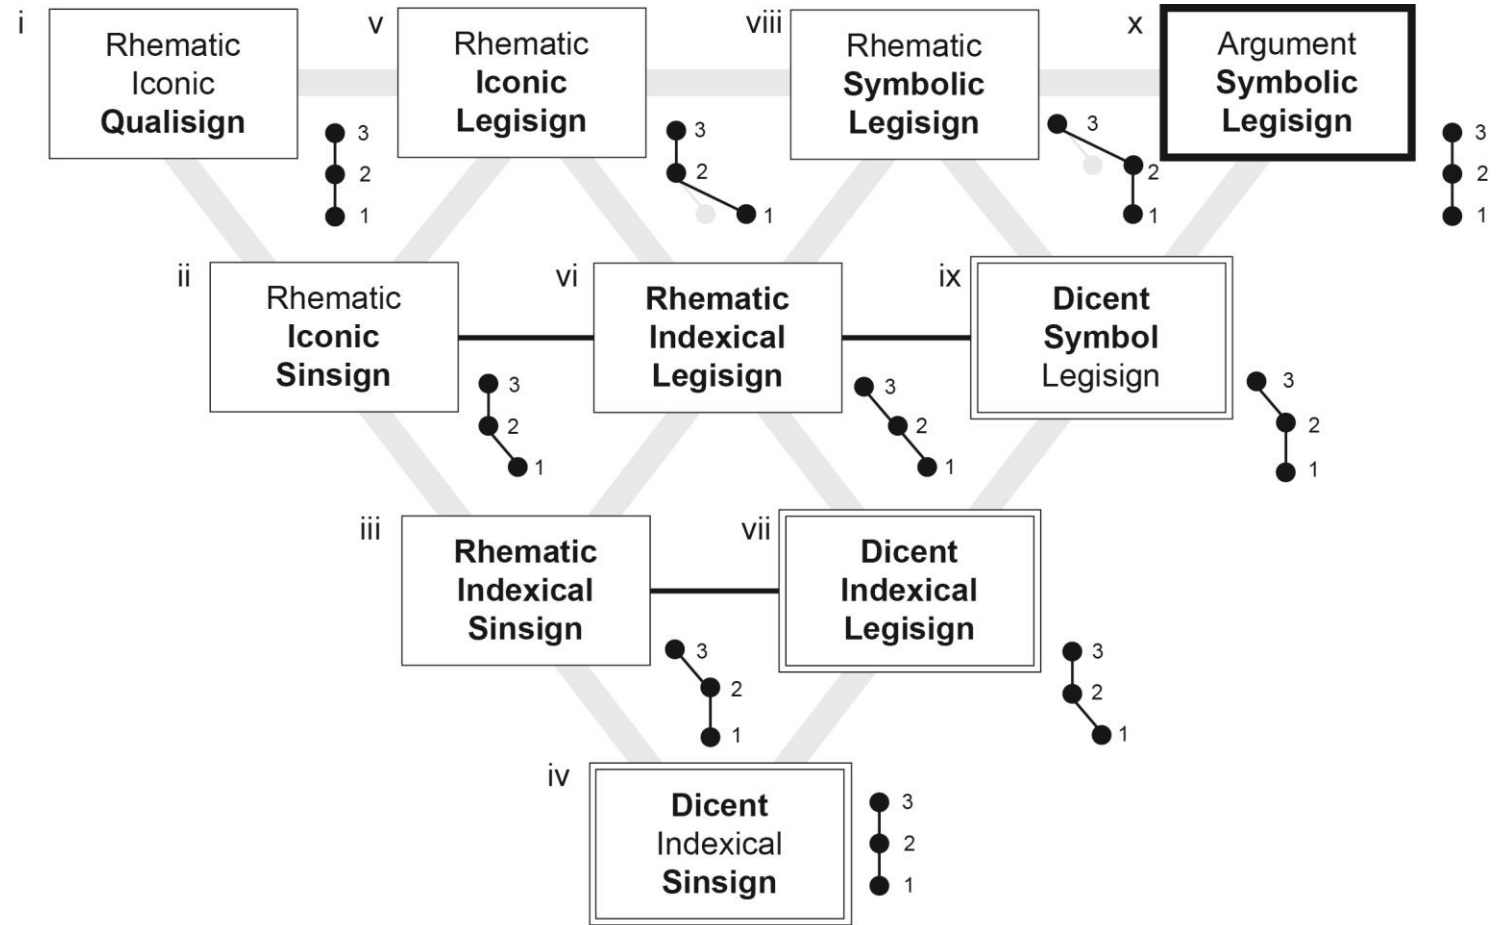 i
Rhematic
Iconic
Qualisign
3
2
1
v
Rhematic
Iconic
Legisign
3
2
1
viii
Rhematic
Symbolic
Legisign
3
2
1
x
Argument
Symbolic
Legisign
3
2
1
ii
Rhematic
Iconic
Sinsign
3
2
1
vi
Rhematic
Indexical
Legisign
3
2
1
ix
Dicent
Symbol
Legisign
3
2
1
iii
Rhematic
Indexical
Sinsign
3
2
1
vii
Dicent
Indexical
Legisign
3
2
1
iv
Dicent
Indexical
Sinsign
3
2
1